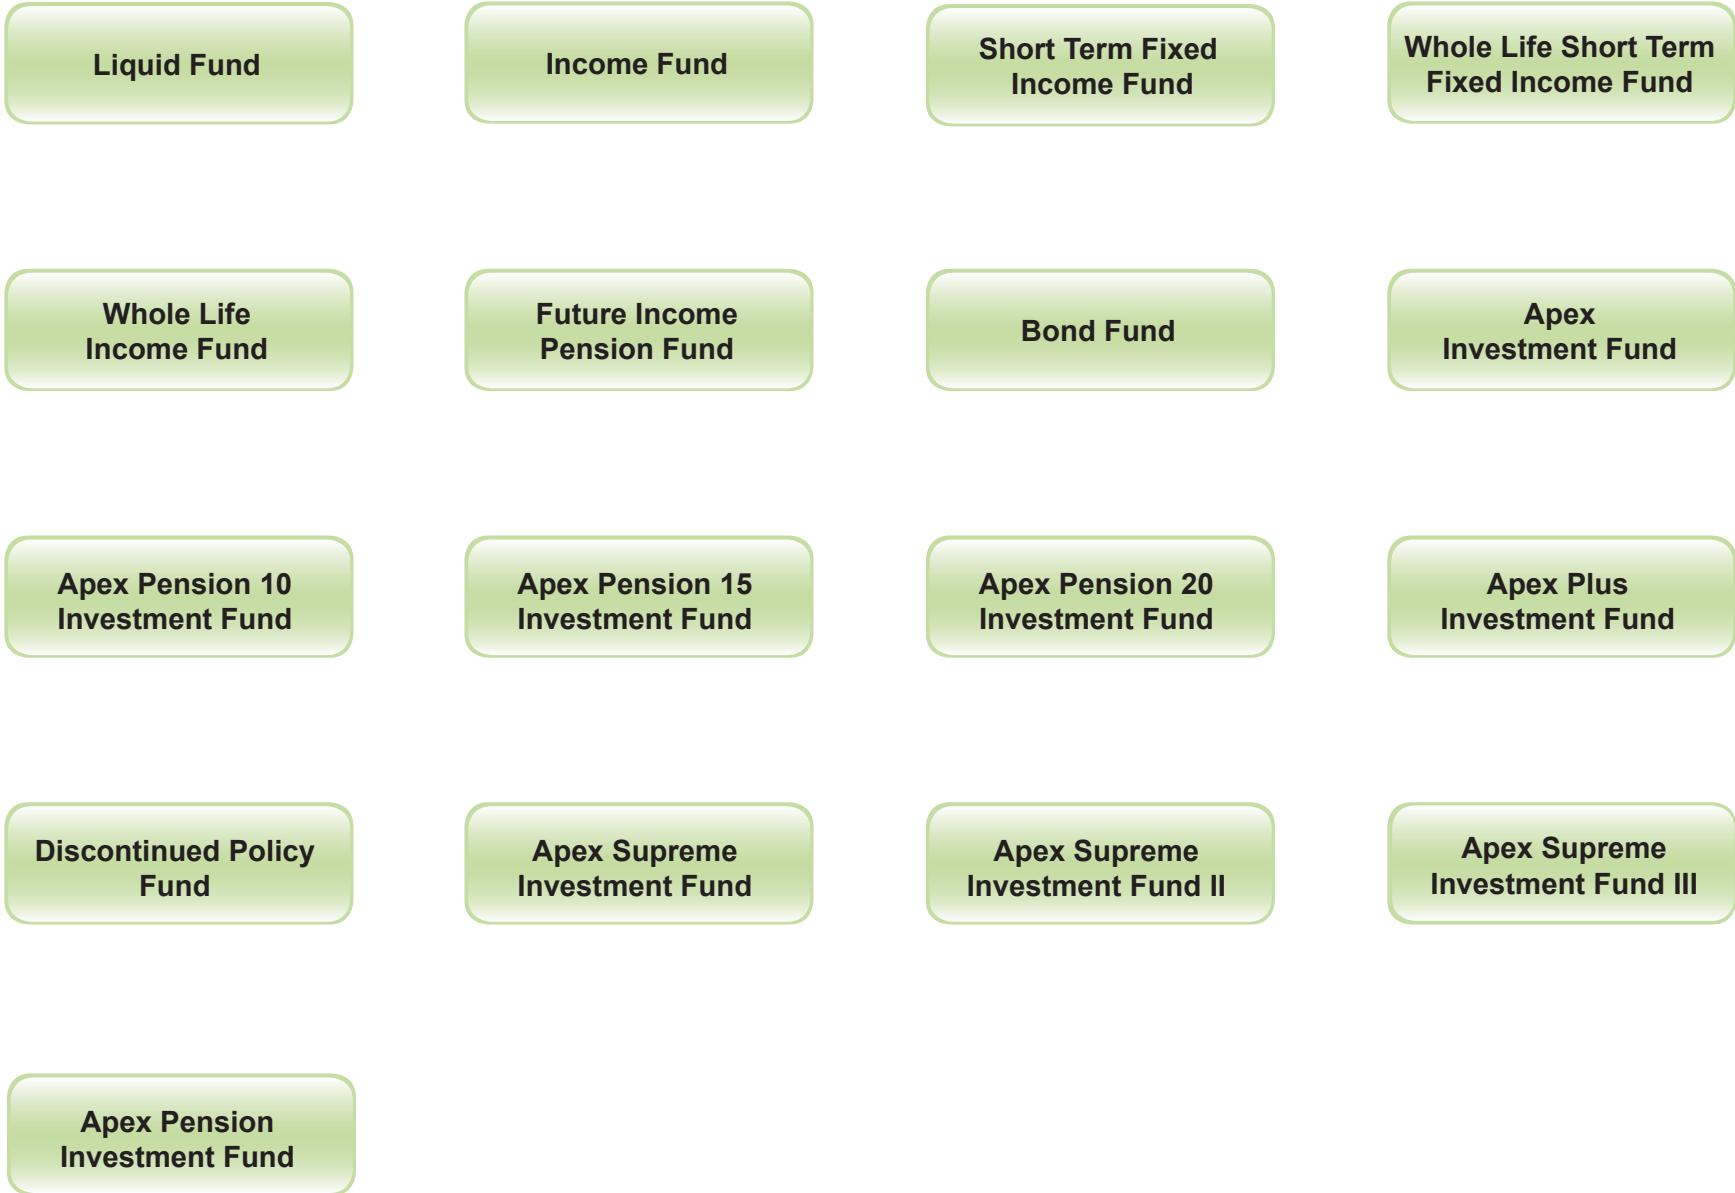 Liquid Fund
Income Fund
Short Term Fixed
Income Fund
Whole Life Short Term
Fixed Income Fund
Whole Life
Income Fund
Future Income
Pension Fund
Bond Fund
Apex
Investment Fund
Apex Pension 10
Investment Fund
Apex Pension 15
Investment Fund
Apex Pension 20
Investment Fund
Apex Plus
Investment Fund
Discontinued Policy
Fund
Apex Supreme
Investment Fund
Apex Supreme
Investment Fund II
Apex Supreme
Investment Fund III
Apex Pension
Investment Fund